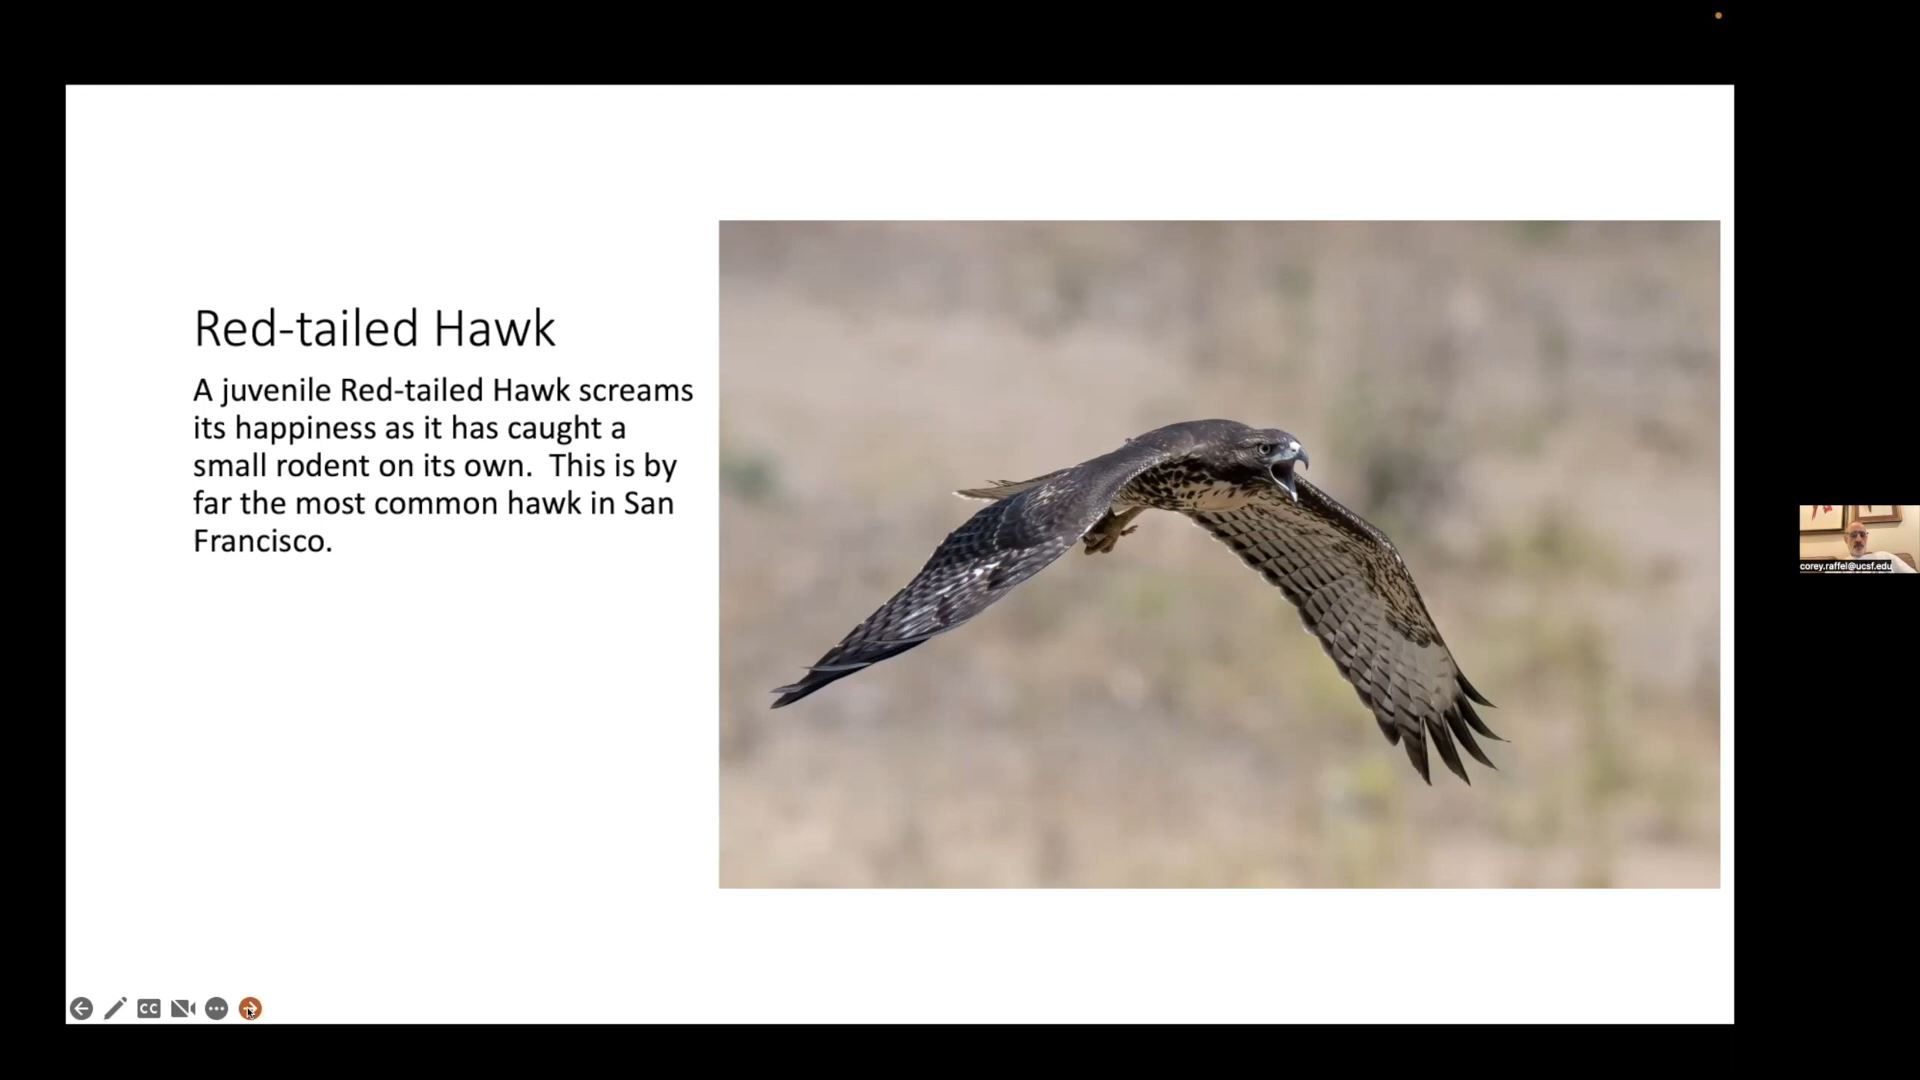 Red-tailed Hawk
A juvenile Red-tailed Hawk screams
its happiness as it has caught a
small rodent on its own.  This is by
far the most common hawk in San
Francisco.
corey.raffel@ucsf.edu
CC